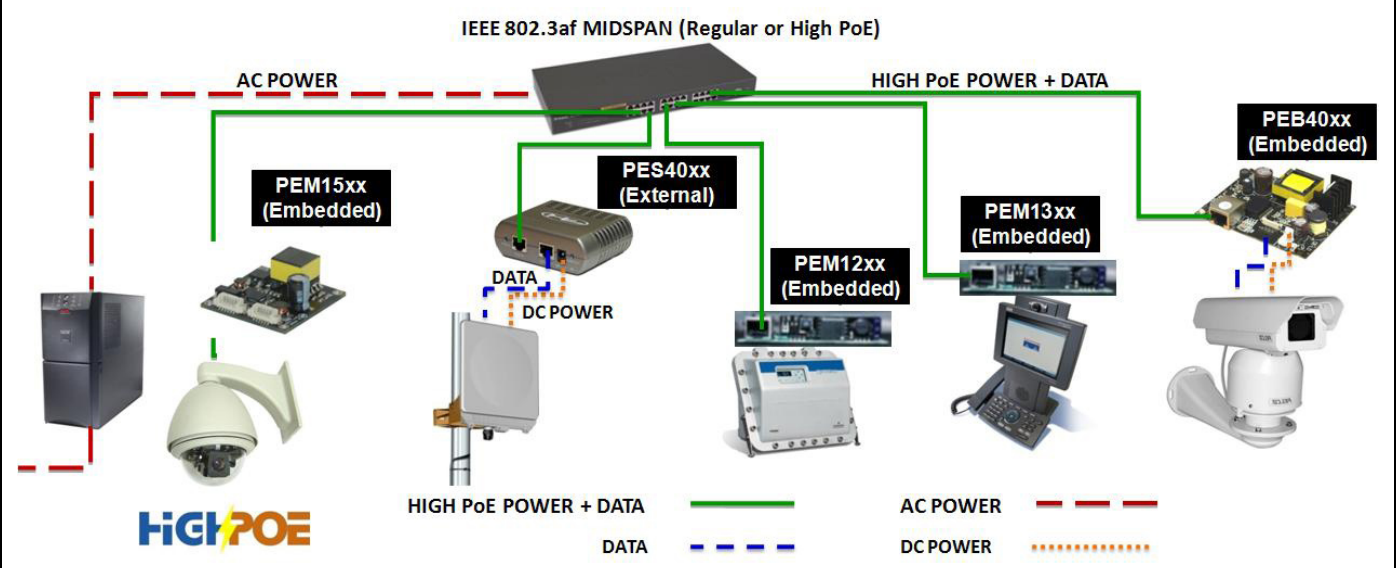 IEEE 802.3af MIDSPAN (Regular or High PoE)
AC POWER
HIGH PoE POWER + DATA
PEB40xx
(Embedded)
PES40xx
(External)
PEM15xx
(Embedded)
PEM13xx
(Embedded)
PEM12xx
(Embedded)
DATA
DC POWER
HIGH PoE POWER + DATA
AC POWER
DATA
DC POWER
HiGHPOE